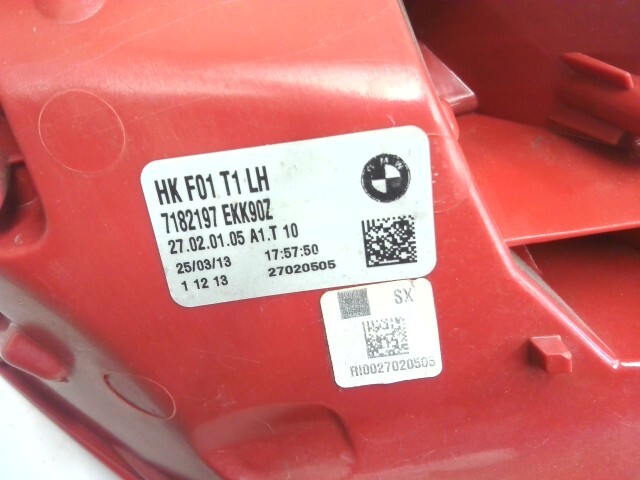 HK F01 T1 LH
BMW
7182197 EKK90Z
27.02.01.05 A1.T 10
25/03/13 17:57:50
1 12 13 27020505
SX
RI0027020505